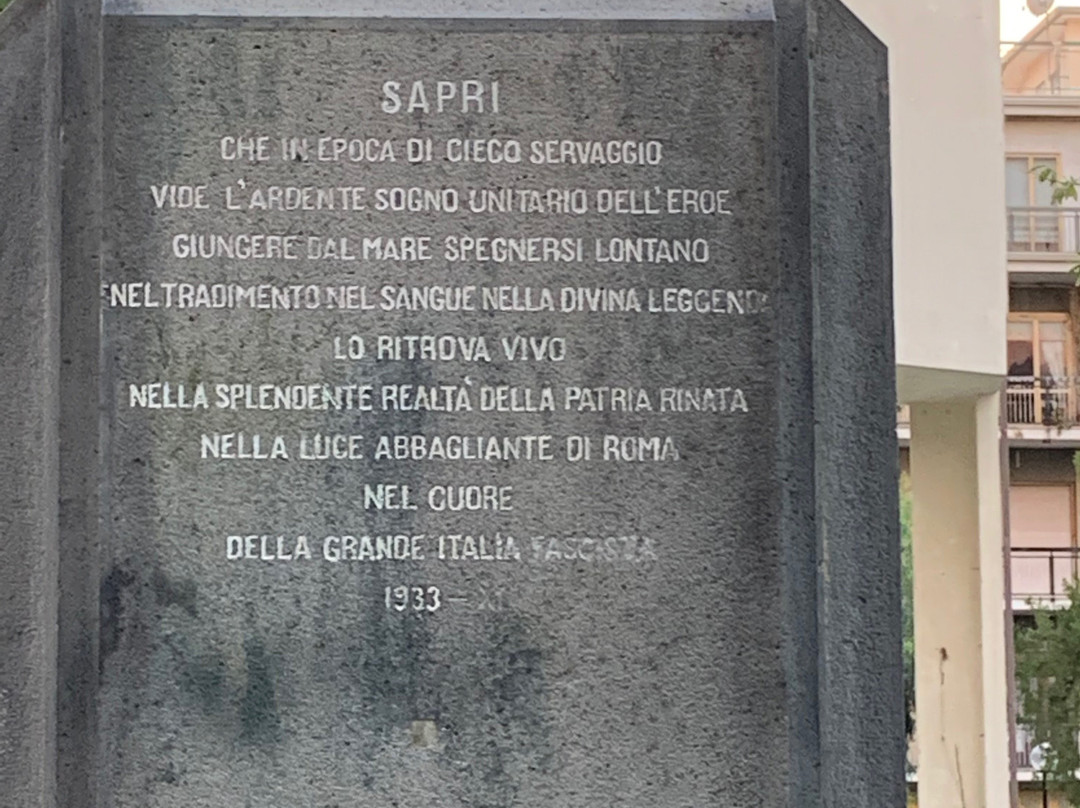 SAPRI
CHE IN EPOCA DI CIECO SERVAGGIO
VIDE L'ARDENTE SOGNO UNITARIO DELL'EROE
GIUNGERE DAL MARE SPEGNERSI LONTANO
NEL TRADIMENTO NEL SANGUE NELLA DIVINA LEGGENDA
LO RITROVA VIVO
NELLA SPLENDENTE REALTÀ DELLA PATRIA RINATA
NELLA LUCE ABBAGLIANTE DI ROMA
NEL CUORE
DELLA GRANDE ITALIA FASCISTA
1933 - XI